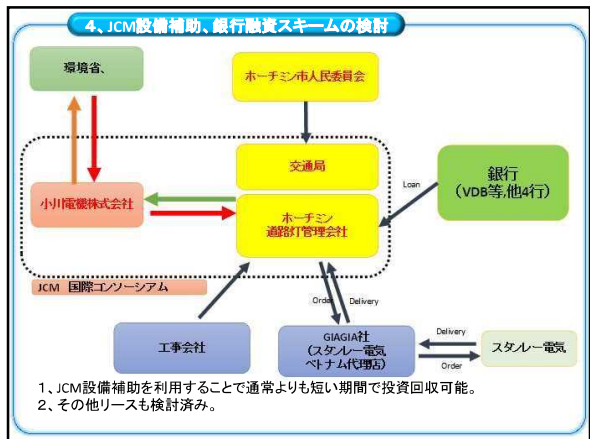 ４、JCM設備補助、銀行融資スキームの検討
環境省、
ホーチミン市人民委員会
交通局
銀行
（VDB等,他4行）
Loan
小川電機株式会社
ホーチミン
道路灯管理会社
JCM 国際コンソーシアム
Order
Delivery
工事会社
GIAGIA社
（スタンレー電気
ベトナム代理店）
Delivery
Order
スタンレー電気
１、JCM設備補助を利用することで通常よりも短い期間で投資回収可能。
２、その他リースも検討済み。